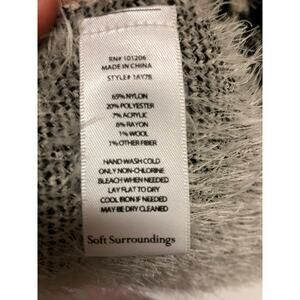 RN# 101206
MADE IN CHINA
STYLE# 1AY7B
65% NYLON
20% POLYESTER
7% ACRYLIC
6% RAYON
1% WOOL
1% OTHER FIBER
HAND WASH COLD
ONLY NON-CHLORINE
BLEACH WHEN NEEDED
LAY FLAT TO DRY
COOL IRON IF NEEDED
MAY BE DRY CLEANED
Soft Surroundings